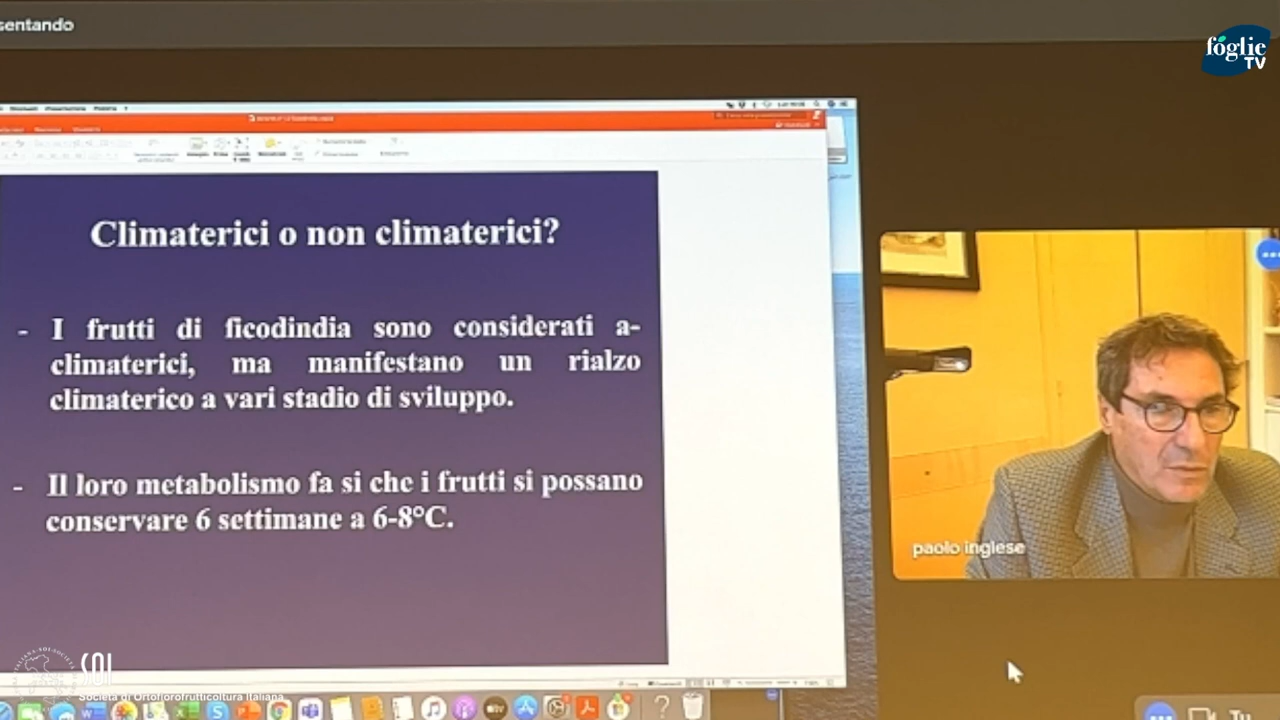 sentando
foglie
TV
Climaterici o non climaterici?
- I frutti di ficodindia sono considerati a-
climaterici, ma manifestano un rialzo
climaterico a vari stadio di sviluppo.
- Il loro metabolismo fa si che i frutti si possano
conservare 6 settimane a 6-8°C.
paolo inglese
SOI
Società di Ortoflorofrutticoltura Italiana